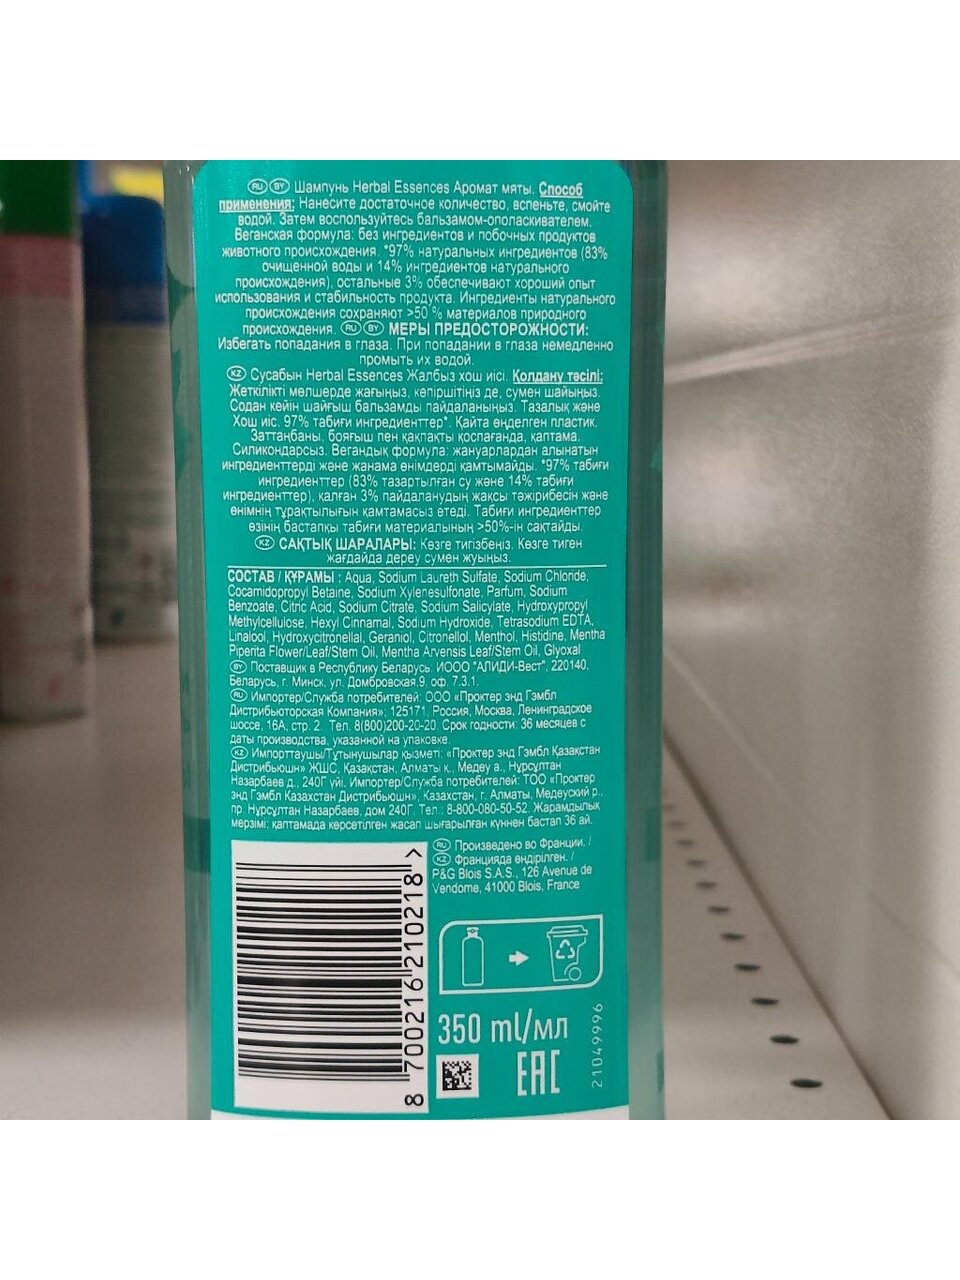 RU BY Шампунь Herbal Essences Аромат мяты. Способ
применения: Нанесите достаточное количество, вспеньте, смойте
водой. Затем воспользуйтесь бальзамом-ополаскивателем.
Веганская формула: без ингредиентов и побочных продуктов
животного происхождения. *97% натуральных ингредиентов (83%
очищенной воды и 14% ингредиентов натурального
происхождения), остальные 3% обеспечивают хороший опыт
использования и стабильность продукта. Ингредиенты натурального
происхождения сохраняют >50 % материалов природного
происхождения. RU BY МЕРЫ ПРЕДОСТОРОЖНОСТИ:
Избегать попадания в глаза. При попадании в глаза немедленно
промыть их водой.
KZ Сусабын Herbal Essences Жалбыз хош иісі. Қолдану тәсілі:
Жеткілікті мөлшерде жағыңыз, көпіршітіңіз де, сумен шайыңыз.
Содан кейін шайғыш бальзамды пайдаланыңыз. Тазалық және
Хош иіс. 97% табиғи ингредиенттер*. Қайта өңделген пластик.
Заттаңбаны, бояғыш пен қақпақты қоспағанда, қаптама.
Силиконdarсыз. Вегандық формула: жануарлардан алынатын
ингредиенттерді және жанама өнімдерді қамтымайды. *97% табиғи
ингредиенттер (83% тазартылған су және 14% табиғи
ингредиенттер), қалған 3% пайдаланудың жақсы тәжірибесін және
өнімнің тұрақтылығын қамтамасыз етеді. Табиғи ингредиенттер
өзінің бастапқы табиғи материалының >50%-ін сақтайды.
KZ САҚТЫҚ ШАРАЛАРЫ: Көзге тигізбеңіз. Көзге тиген
жағдайда дереу сумен жуыңыз.
СОСТАВ / ҚҰРАМЫ : Aqua, Sodium Laureth Sulfate, Sodium Chloride,
Cocamidopropyl Betaine, Sodium Xylenesulfonate, Parfum, Sodium
Benzoate, Citric Acid, Sodium Citrate, Sodium Salicylate, Hydroxypropyl
Methylcellulose, Hexyl Cinnamal, Sodium Hydroxide, Tetrasodium EDTA,
Linalool, Hydroxycitronellal, Geraniol, Citronellol, Menthol, Histidine, Mentha
Piperita Flower/Leaf/Stem Oil, Mentha Arvensis Leaf/Stem Oil, Glyoxal
BY Поставщик в Республику Беларусь: ИООО "АЛИДИ-Вест", 220140,
Беларусь, г. Минск, ул. Домбровская,9. оф. 7.3.1.
RU Импортер/Служба потребителей: ООО «Проктер энд Гэмбл
Дистрибьюторская Компания», 125171. Россия, Москва, Ленинградское
шоссе, 16А, стр. 2. Тел. 8(800)200-20-20. Срок годности: 36 месяцев с
даты производства, указанной на упаковке.
KZ Импорттаушы/Тұтынушылар қызметі: «Проктер энд Гэмбл Қазақстан
Дистрибьюшн» ЖШС, Қазақстан, Алматы қ., Медеу а., Нұрсұлтан
Назарбаев д., 240Г үйі. Импортер/Служба потребителей: ТОО «Проктер
энд Гэмбл Казахстан Дистрибьюшн», Казахстан, г. Алматы, Медеуский р.,
пр. Нұрсұлтан Назарбаев, дом 240Г. Тел.: 8-800-080-50-52. Жарамдылық
мерзімі: қаптамада көрсетілген жасап шығарылған күннен бастап 36 ай.
RU Произведено во Франции. /
KZ Францияда өндірілген. /
P&G Blois S.A.S., 126 Avenue de
Vendome, 41000 Blois, France
8 700216 210218 >
350 ml/мл
EAC
21049996